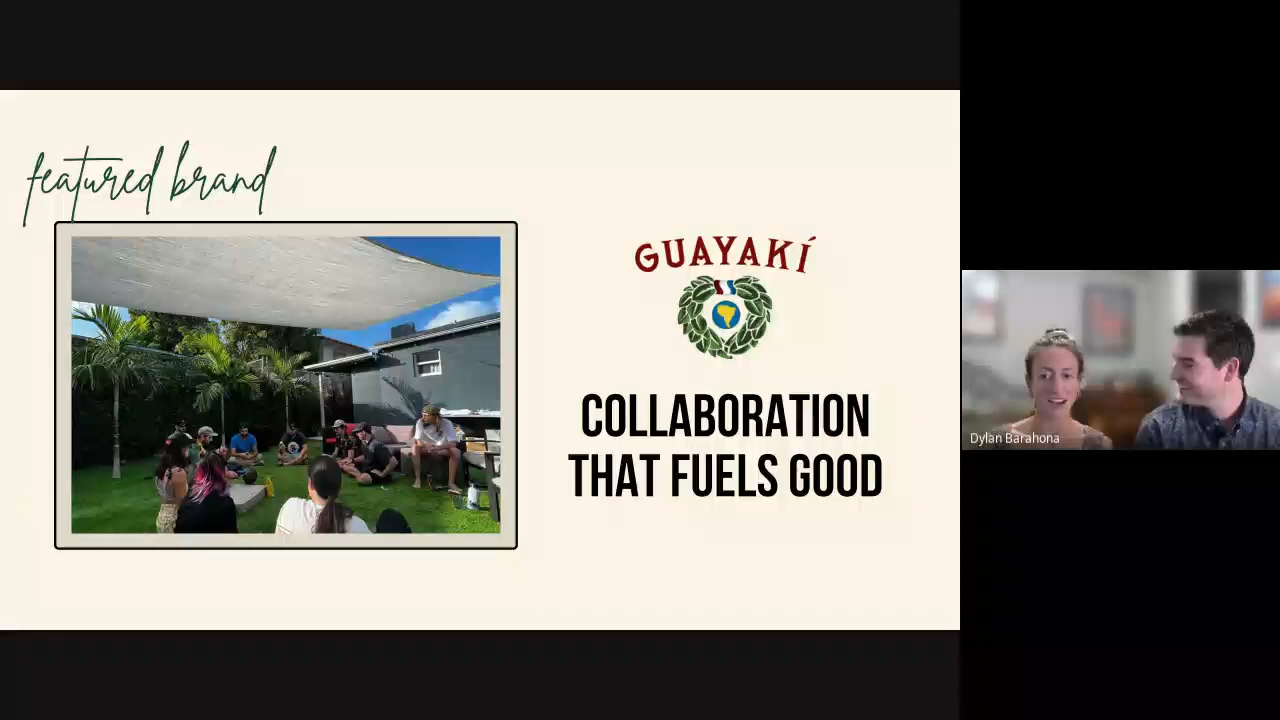 featured brand
GUAYAKÍ
COLLABORATION
THAT FUELS GOOD
Dylan Barahona